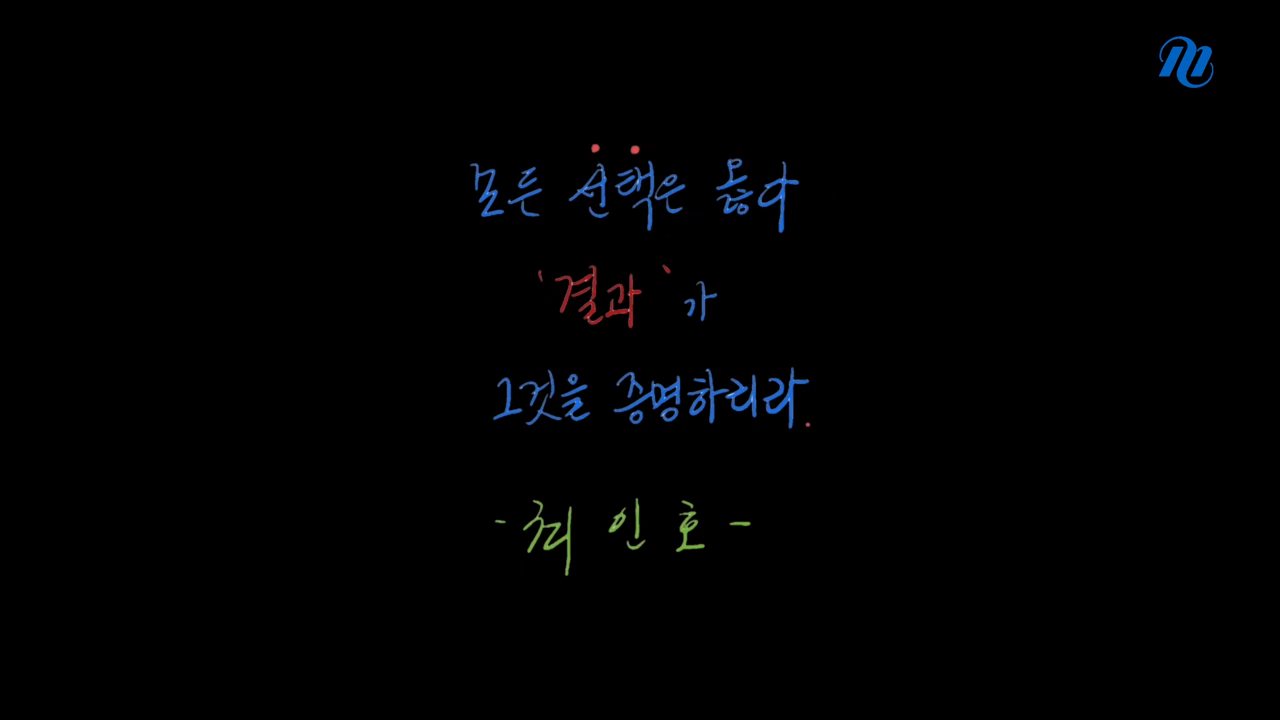 모든 선택은 옳다
'결과'가
그것을 증명하리라.
- 최인호 -